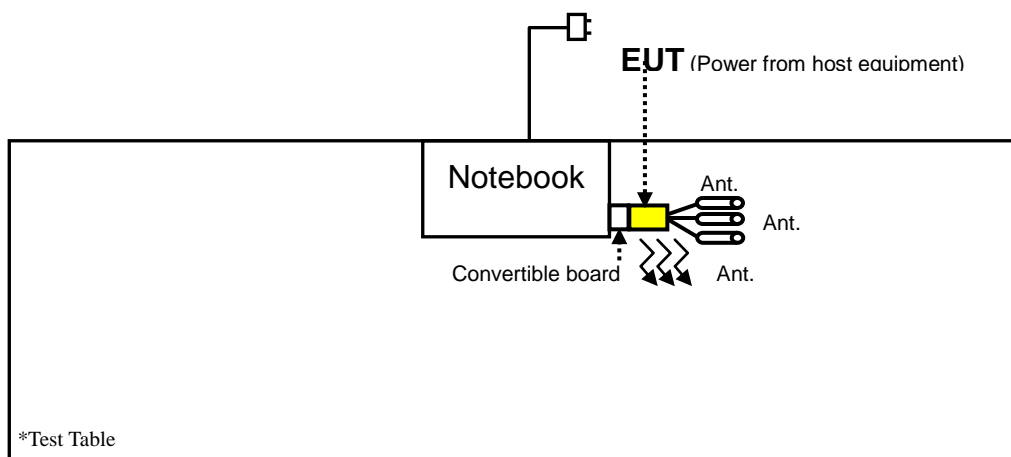 EUT (Power from host equipment)
Notebook
Ant.
Ant.
Convertible board
Ant.
*Test Table